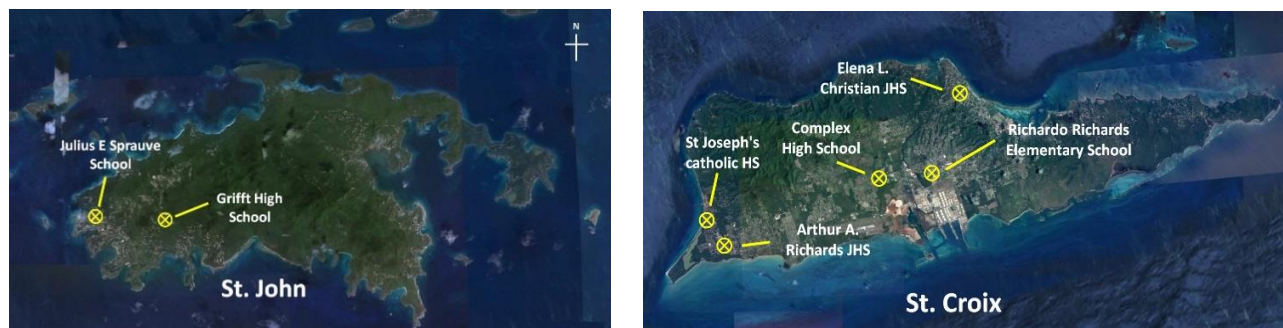 N
Julius E Sprauve
School
Grifft High
School
St. John
Elena L.
Christian JHS
Complex
High School
Richardo Richards
Elementary School
St Joseph's
catholic HS
Arthur A.
Richards JHS
St. Croix